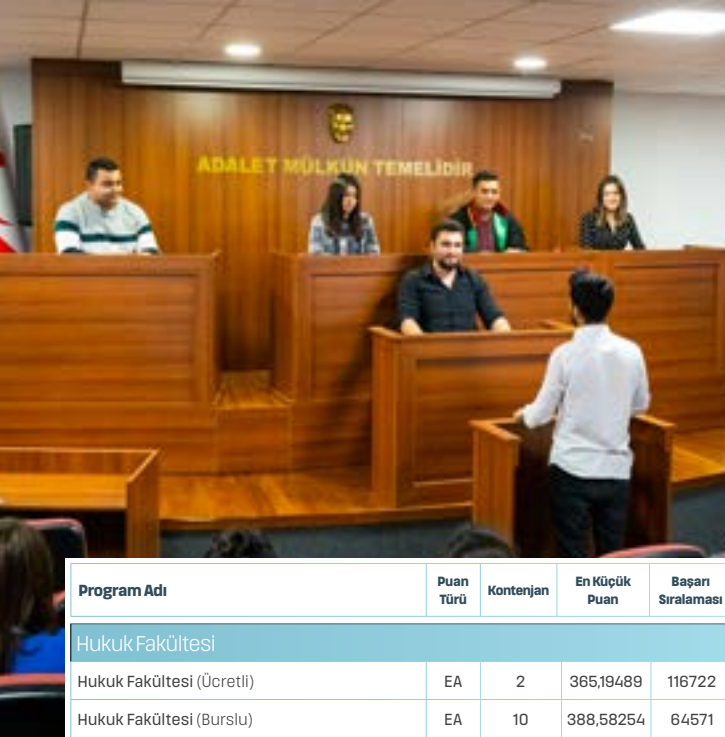 ADALET MÜLKÜN TEMELİDİR
Program Adı Puan Türü Kontenjan En Küçük Puan Başarı Sıralaması
Hukuk Fakültesi
Hukuk Fakültesi (Ücretli) EA 2 365,19489 116722
Hukuk Fakültesi (Burslu) EA 10 388,58254 64571